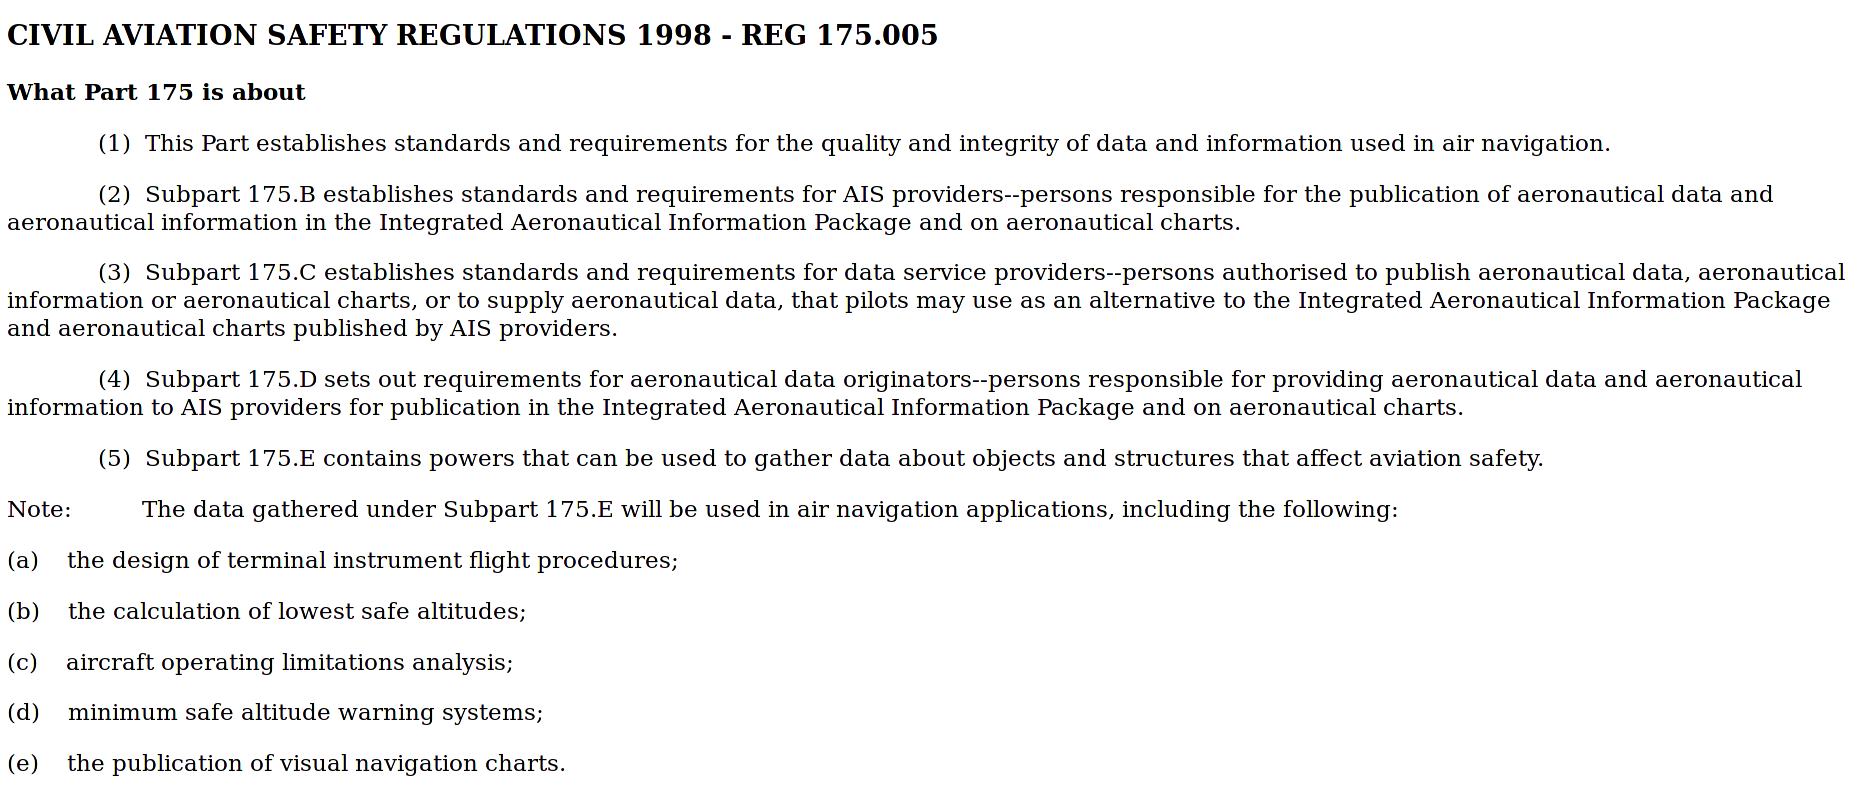 CIVIL AVIATION SAFETY REGULATIONS 1998 - REG 175.005
What Part 175 is about
(1) This Part establishes standards and requirements for the quality and integrity of data and information used in air navigation.
(2) Subpart 175.B establishes standards and requirements for AIS providers--persons responsible for the publication of aeronautical data and
aeronautical information in the Integrated Aeronautical Information Package and on aeronautical charts.
(3) Subpart 175.C establishes standards and requirements for data service providers--persons authorised to publish aeronautical data, aeronautical
information or aeronautical charts, or to supply aeronautical data, that pilots may use as an alternative to the Integrated Aeronautical Information Package
and aeronautical charts published by AIS providers.
(4) Subpart 175.D sets out requirements for aeronautical data originators--persons responsible for providing aeronautical data and aeronautical
information to AIS providers for publication in the Integrated Aeronautical Information Package and on aeronautical charts.
(5) Subpart 175.E contains powers that can be used to gather data about objects and structures that affect aviation safety.
Note: The data gathered under Subpart 175.E will be used in air navigation applications, including the following:
(a) the design of terminal instrument flight procedures;
(b) the calculation of lowest safe altitudes;
(c) aircraft operating limitations analysis;
(d) minimum safe altitude warning systems;
(e) the publication of visual navigation charts.